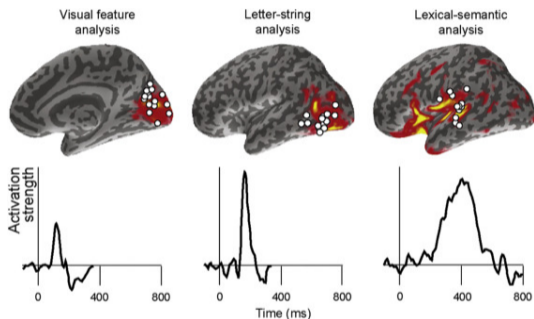 Visual feature
analysis
Letter-string
analysis
Lexical-semantic
analysis
Activation
strength
0
400
800
0
400
800
0
400
800
Time (ms)